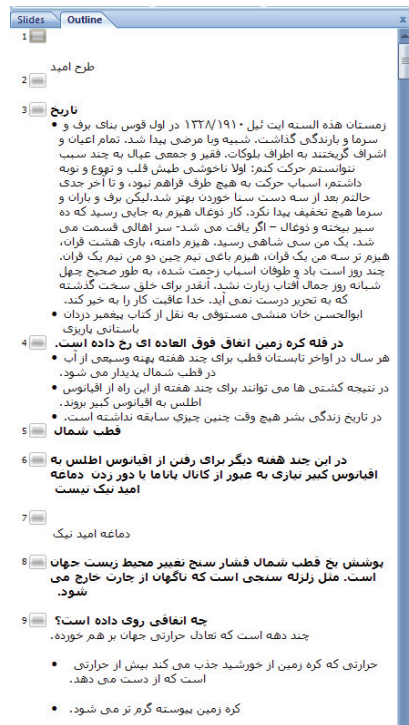 Slides Outline x
1
طرح امید
2
3 تاریخ
• زمستان هذه السنه ایت ئیل ۱۳۲۸/۱۹۱۰ در اول قوس بنای برف و
سرما و بارندگی گذاشت. شبیه وبا مرضی پیدا شد. تمام اعیان و
اشراف گریختند به اطراف بلوکات. فقیر و جمعی عیال به چند سبب
نتوانستم حرکت کنم: اولا ناخوشی طپش قلب و تهوع و نوبه
داشتم، اسباب حرکت به هیچ طرف فراهم نبود، و تا آخر جدی
حالتم بعد از سه دست سنا خوردن بهتر شد.لیکن برف و باران و
سرما هیچ تخفیف پیدا نکرد. کار ذوغال هیزم به جایی رسید که ده
سیر بیخته و ذوغال – اگر یافت می شد- سر اهالی قسمت می
شد. یک من سی شاهی رسید. هیزم دامنه، باری هشت قران،
هیزم تر سه من یک قران، هیزم باغی نیم چین دو من نیم یک قران.
چند روز است باد و طوفان اسباب زحمت شده، به طور صحیح چهل
شبانه روز جمال آفتاب زیارت نشد. آنقدر برای خلق سخت گذشته
که به تحریر درست نمی آید. خدا عاقبت کار را به خیر کند.
• ابوالحسن خان منشی مستوفی به نقل از کتاب پیغمبر دزدان
باستانی پاریزی
4 در قله کره زمین اتفاق فوق العاده ای رخ داده است.
• هر سال در اواخر تابستان قطب برای چند هفته پهنه وسیعی از آب
در قطب شمال پدیدار می شود.
• در نتیجه کشتی ها می توانند برای چند هفته از این راه از اقیانوس
اطلس به اقیانوس کبیر بروند.
• در تاریخ زندگی بشر هیچ وقت چنین چیزی سابقه نداشته است.
5 قطب شمال
6 در این چند هفته دیگر برای رفتن از اقیانوس اطلس به
اقیانوس کبیر نیازی به عبور از کانال پاناما یا دور زدن دماغه
امید نیک نیست
7
دماغه امید نیک
8 پوشش یخ قطب شمال فشار سنج تغییر محیط زیست جهان
است. مثل زلزله سنجی است که ناگهان از چارت خارج می
شود.
9 چه اتفاقی روی داده است؟
چند دهه است که تعادل حرارتی جهان بر هم خورده.
• حرارتی که کره زمین از خورشید جذب می کند بیش از حرارتی
است که از دست می دهد.
• کره زمین پیوسته گرم تر می شود.